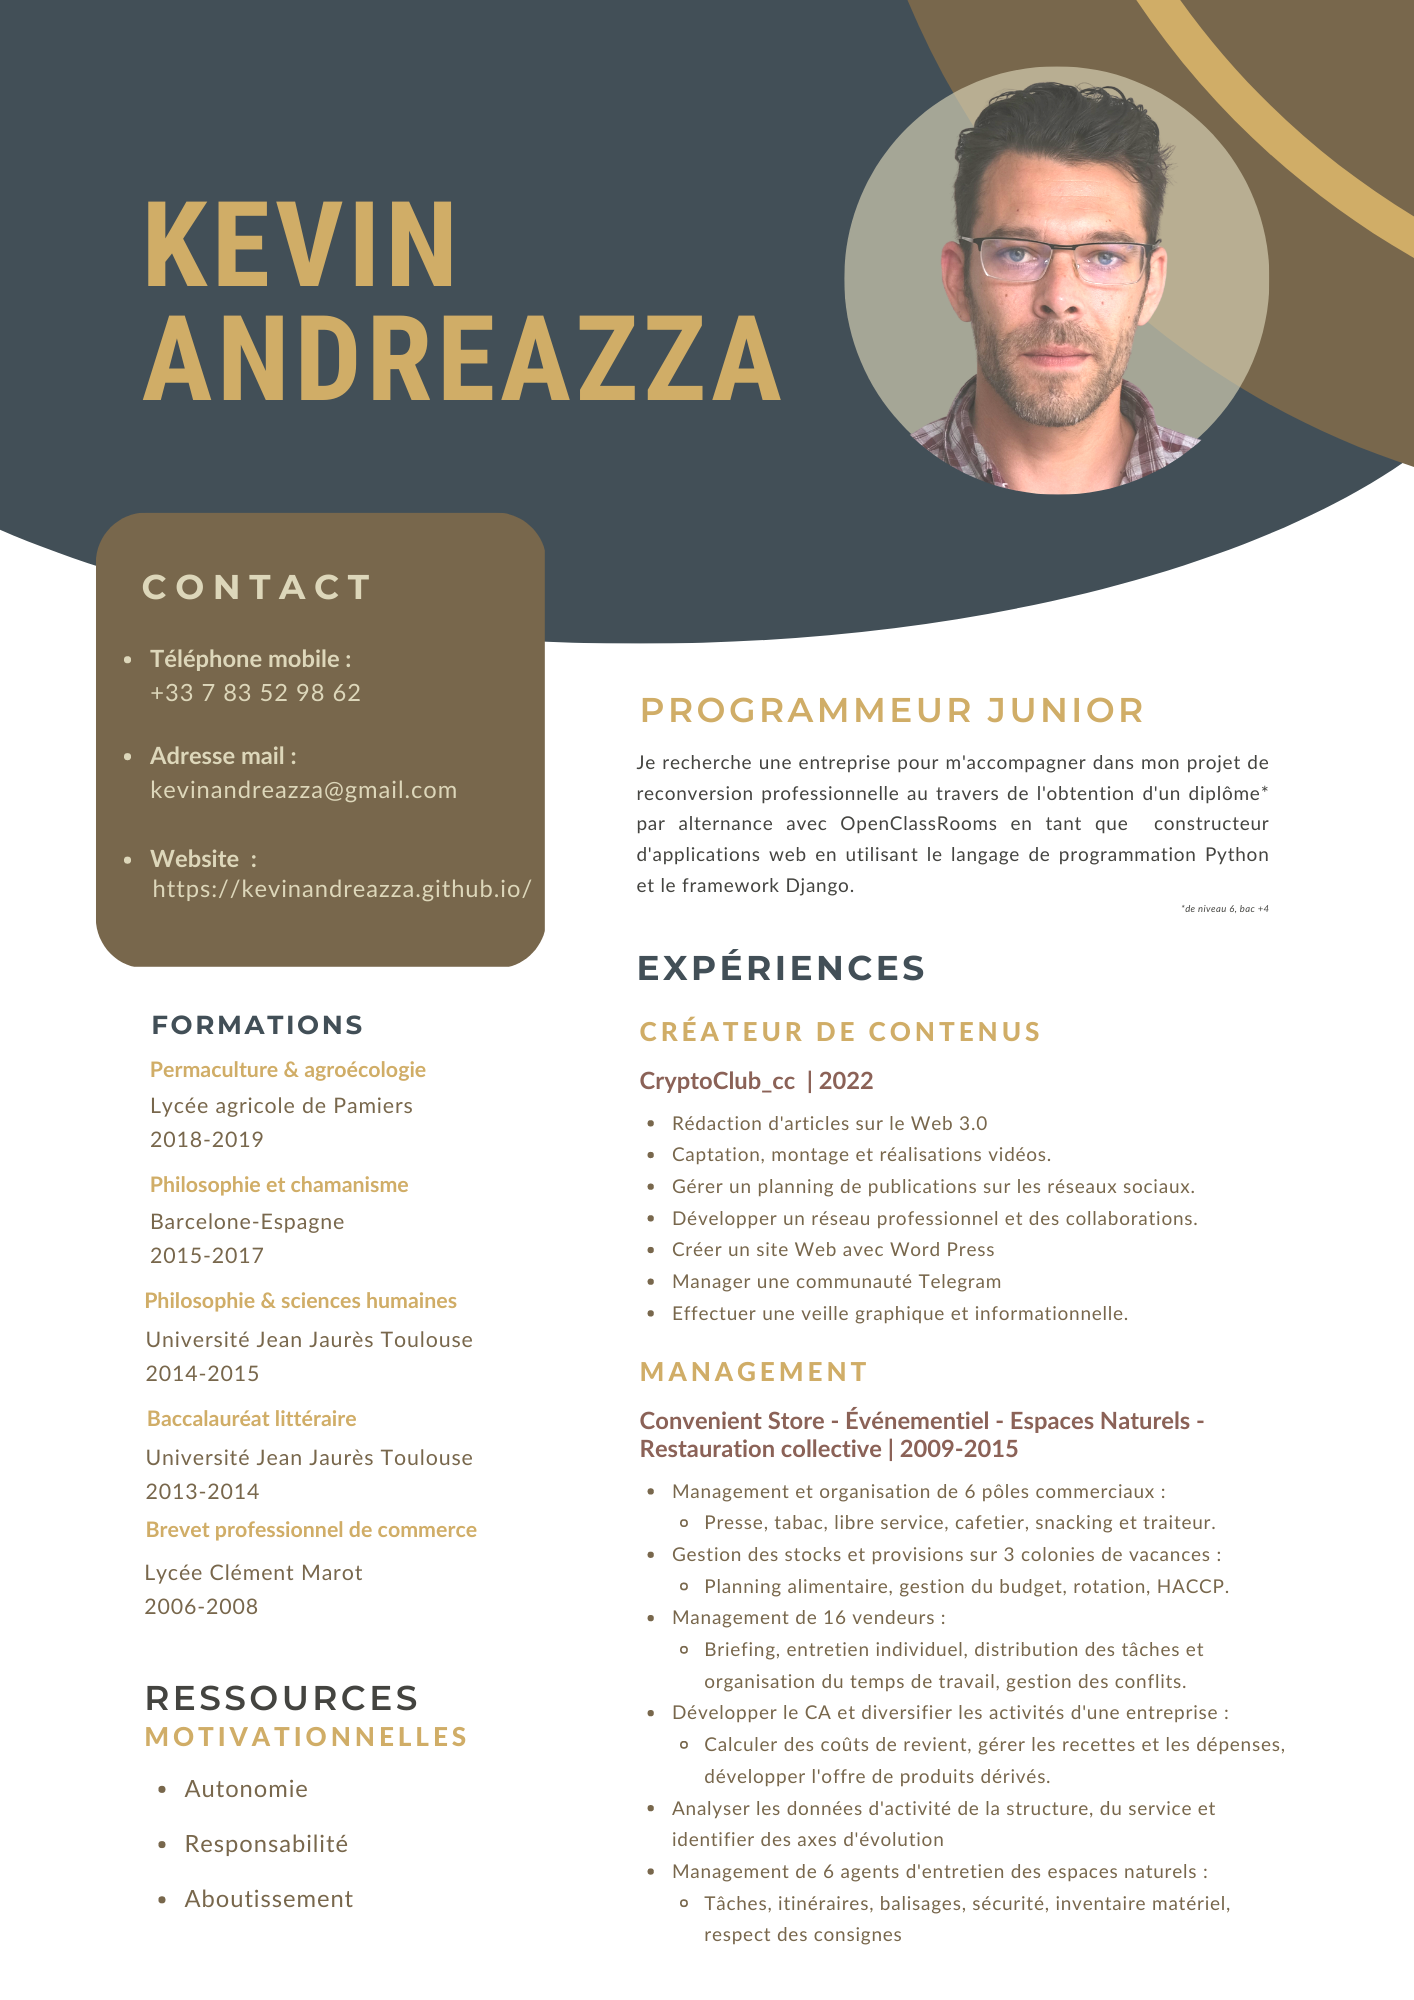 KEVIN
ANDREAZZA
CONTACT
Téléphone mobile :
+33 7 83 52 98 62
Adresse mail :
kevinandreazza@gmail.com
Website :
https://kevinandreazza.github.io/
FORMATIONS
Permaculture & agroécologie
Lycée agricole de Pamiers
2018-2019
Philosophie et chamanisme
Barcelone-Espagne
2015-2017
Philosophie & sciences humaines
Université Jean Jaurès Toulouse
2014-2015
Baccalauréat littéraire
Université Jean Jaurès Toulouse
2013-2014
Brevet professionnel de commerce
Lycée Clément Marot
2006-2008
RESSOURCES
MOTIVATIONNELLES
Autonomie
Responsabilité
Aboutissement
PROGRAMMEUR JUNIOR
Je recherche une entreprise pour m'accompagner dans mon projet de
reconversion professionnelle au travers de l'obtention d'un diplôme*
par alternance avec OpenClassRooms en tant que constructeur
d'applications web en utilisant le langage de programmation Python
et le framework Django.
*de niveau 6, bac +4
EXPÉRIENCES
CRÉATEUR DE CONTENUS
CryptoClub_cc | 2022
Rédaction d'articles sur le Web 3.0
Captation, montage et réalisations vidéos.
Gérer un planning de publications sur les réseaux sociaux.
Développer un réseau professionnel et des collaborations.
Créer un site Web avec Word Press
Manager une communauté Telegram
Effectuer une veille graphique et informationnelle.
MANAGEMENT
Convenient Store - Événementiel - Espaces Naturels -
Restauration collective | 2009-2015
Management et organisation de 6 pôles commerciaux :
Presse, tabac, libre service, cafetier, snacking et traiteur.
Gestion des stocks et provisions sur 3 colonies de vacances :
Planning alimentaire, gestion du budget, rotation, HACCP.
Management de 16 vendeurs :
Briefing, entretien individuel, distribution des tâches et
organisation du temps de travail, gestion des conflits.
Développer le CA et diversifier les activités d'une entreprise :
Calculer des coûts de revient, gérer les recettes et les dépenses,
développer l'offre de produits dérivés.
Analyser les données d'activité de la structure, du service et
identifier des axes d'évolution
Management de 6 agents d'entretien des espaces naturels :
Tâches, itinéraires, balisages, sécurité, inventaire matériel,
respect des consignes